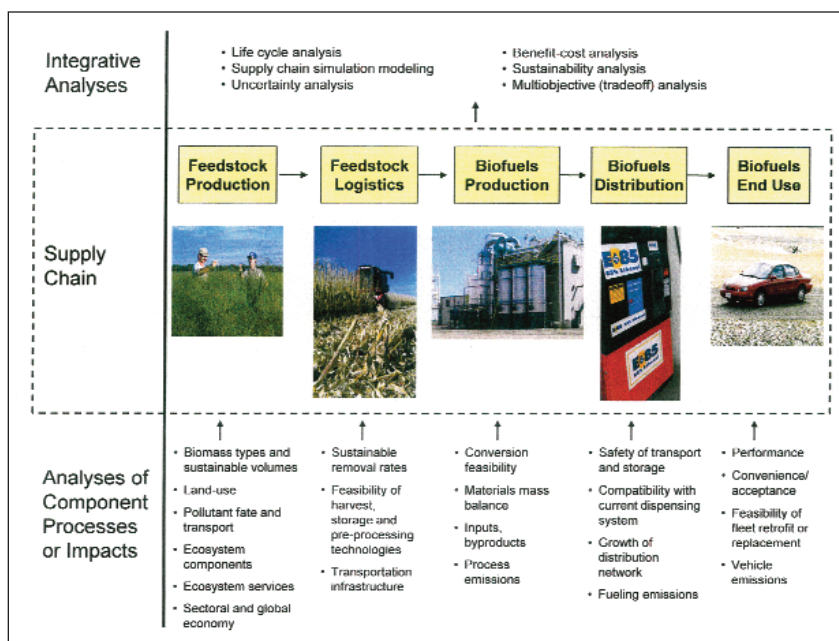 Integrative
Analyses
• Life cycle analysis
• Supply chain simulation modeling
• Uncertainty analysis
• Benefit-cost analysis
• Sustainability analysis
• Multiobjective (tradeoff) analysis
Supply
Chain
Feedstock
Production
Feedstock
Logistics
Biofuels
Production
Biofuels
Distribution
Biofuels
End Use
E85
85% Ethanol
E85
85% Ethanol
Analyses of
Component
Processes
or Impacts
• Biomass types and
sustainable volumes
• Land-use
• Pollutant fate and
transport
• Ecosystem
components
• Ecosystem services
• Sectoral and global
economy
• Sustainable
removal rates
• Feasibility of
harvest,
storage and
pre-processing
technologies
• Transportation
infrastructure
• Conversion
feasibility
• Materials mass
balance
• Inputs,
byproducts
• Process
emissions
• Safety of transport
and storage
• Compatibility with
current dispensing
system
• Growth of
distribution
network
• Fueling emissions
• Performance
• Convenience/
acceptance
• Feasibility of
fleet retrofit or
replacement
• Vehicle
emissions